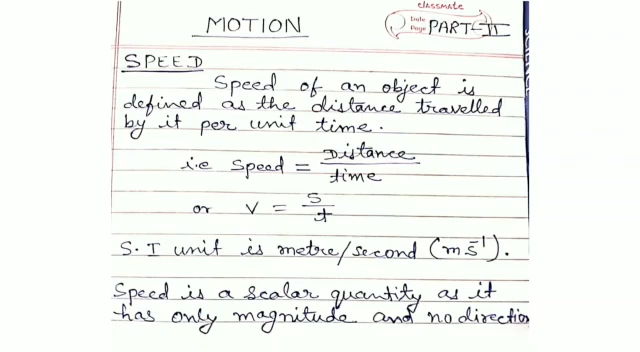 classmate
MOTION
Date
Page
PART-II
SPEED
Speed of an object is
defined as the distance travelled
by it per unit time.
i.e Speed = Distance/time
or V = S/t
S.I unit is metre/second (ms⁻¹).
Speed is a scalar quantity as it
has only magnitude and no direction